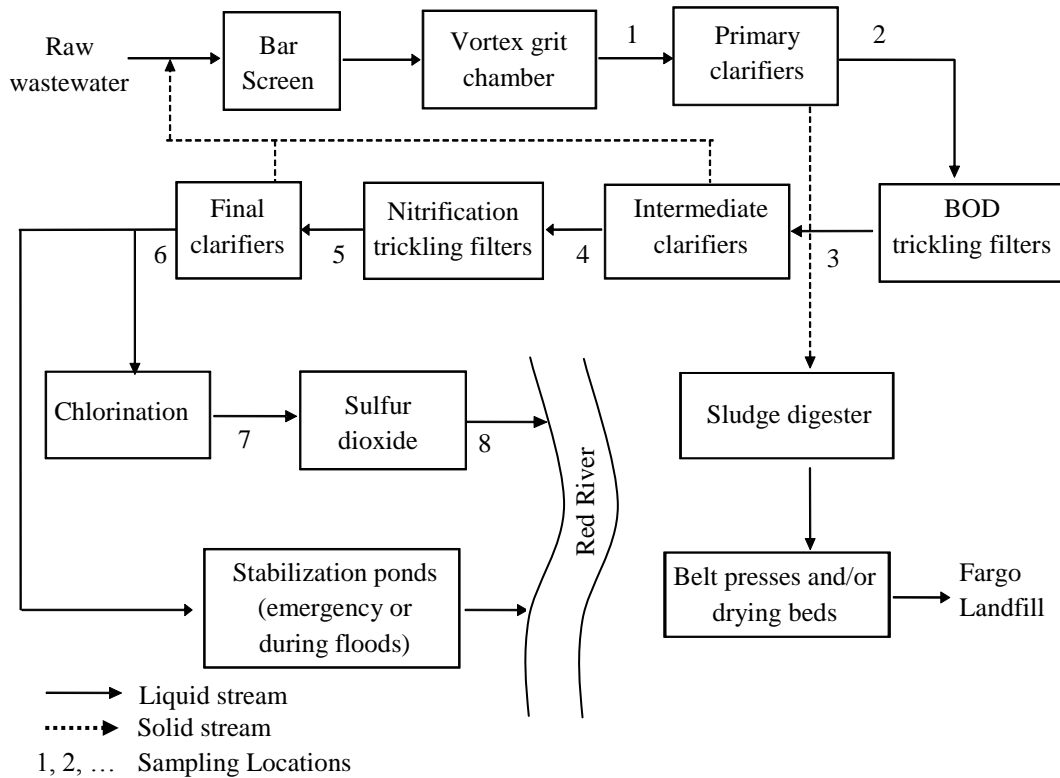 Raw
wastewater
Bar
Screen
Vortex grit
chamber
1
Primary
clarifiers
2
BOD
trickling filters
3
Intermediate
clarifiers
4
Nitrification
trickling filters
5
Final
clarifiers
6
Chlorination
7
Sulfur
dioxide
8
Red River
Stabilization ponds
(emergency or
during floods)
Sludge digester
Belt presses and/or
drying beds
Fargo
Landfill
Liquid stream
Solid stream
1, 2, … Sampling Locations